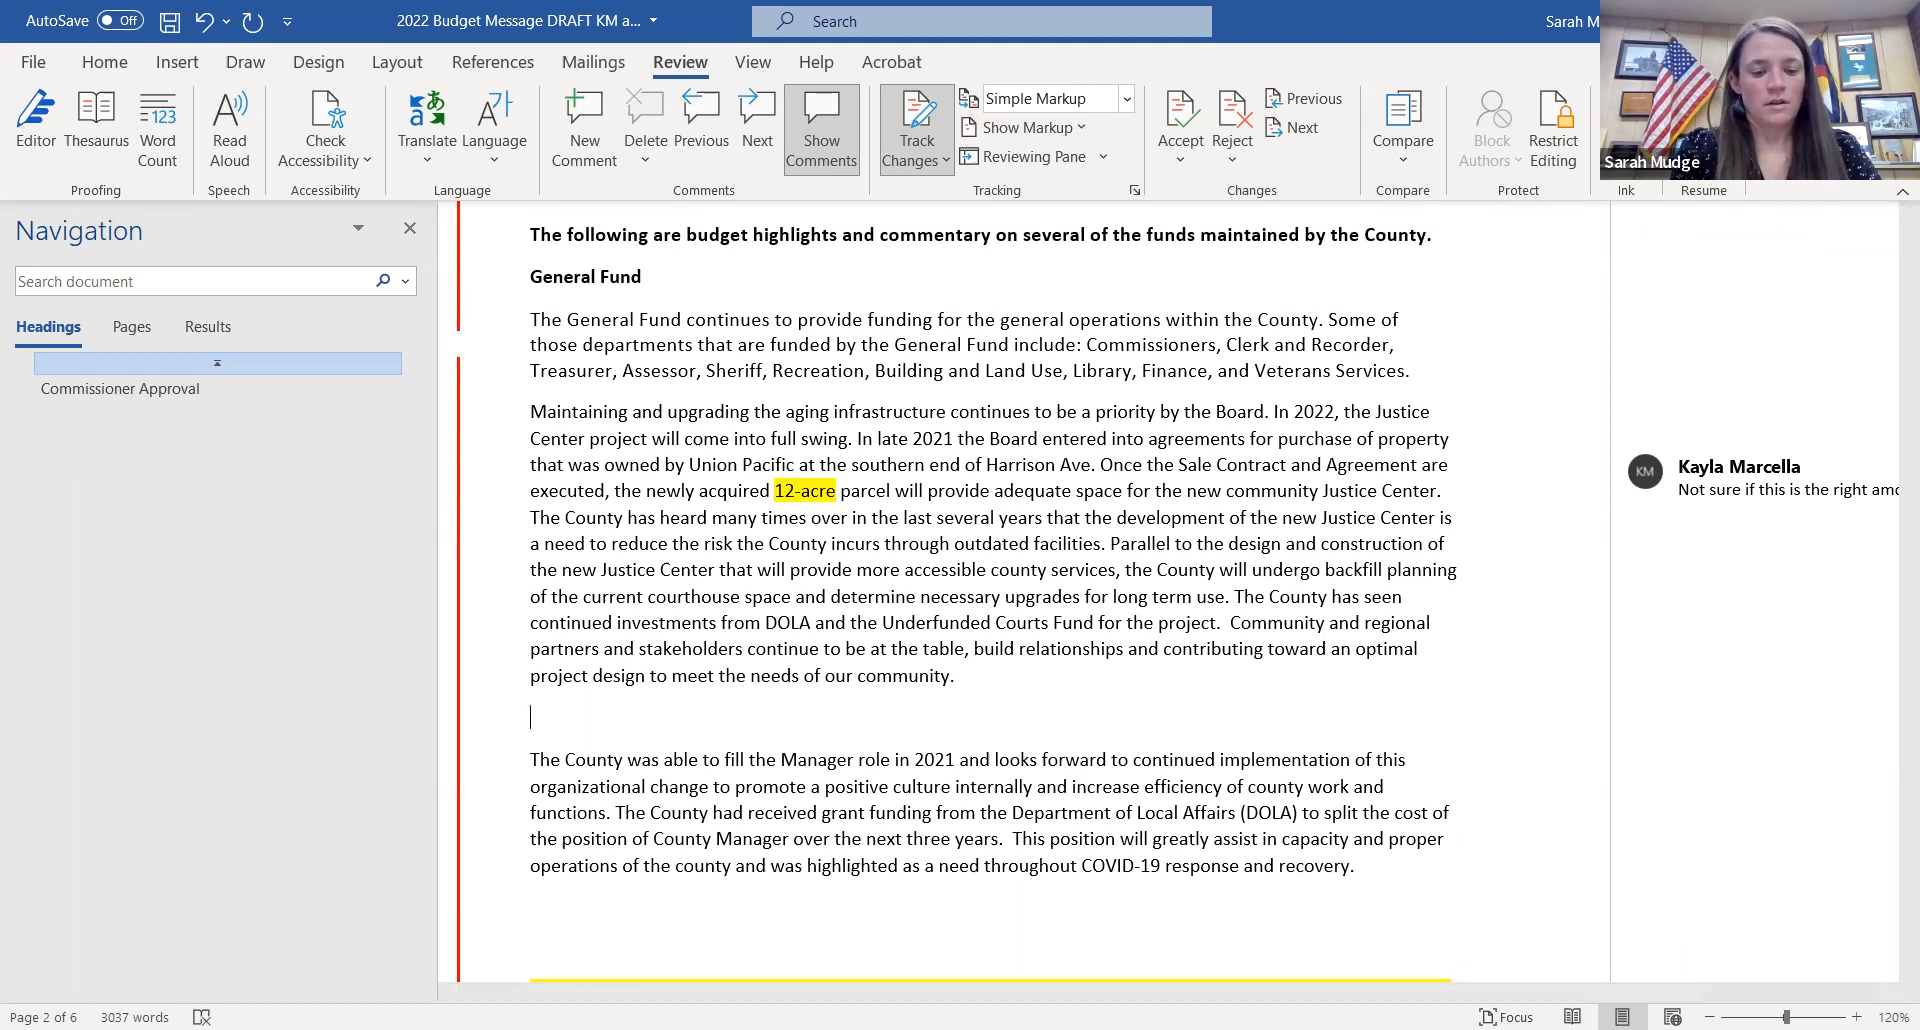 AutoSave Off 2022 Budget Message DRAFT KM a... Search Sarah M
File Home Insert Draw Design Layout References Mailings Review View Help Acrobat
Editor Thesaurus Word Count Read Aloud Check Accessibility Translate Language New Comment Delete Previous Next Show Comments Track Changes Simple Markup Show Markup Reviewing Pane Accept Reject Previous Next Compare Block Authors Restrict Editing
Sarah Mudge
Proofing Speech Accessibility Language Comments Tracking Changes Compare Protect Ink Resume
Navigation
Search document
Headings Pages Results
Commissioner Approval
The following are budget highlights and commentary on several of the funds maintained by the County.
General Fund
The General Fund continues to provide funding for the general operations within the County. Some of
those departments that are funded by the General Fund include: Commissioners, Clerk and Recorder,
Treasurer, Assessor, Sheriff, Recreation, Building and Land Use, Library, Finance, and Veterans Services.
Maintaining and upgrading the aging infrastructure continues to be a priority by the Board. In 2022, the Justice
Center project will come into full swing. In late 2021 the Board entered into agreements for purchase of property
that was owned by Union Pacific at the southern end of Harrison Ave. Once the Sale Contract and Agreement are
executed, the newly acquired 12-acre parcel will provide adequate space for the new community Justice Center.
The County has heard many times over in the last several years that the development of the new Justice Center is
a need to reduce the risk the County incurs through outdated facilities. Parallel to the design and construction of
the new Justice Center that will provide more accessible county services, the County will undergo backfill planning
of the current courthouse space and determine necessary upgrades for long term use. The County has seen
continued investments from DOLA and the Underfunded Courts Fund for the project. Community and regional
partners and stakeholders continue to be at the table, build relationships and contributing toward an optimal
project design to meet the needs of our community.
The County was able to fill the Manager role in 2021 and looks forward to continued implementation of this
organizational change to promote a positive culture internally and increase efficiency of county work and
functions. The County had received grant funding from the Department of Local Affairs (DOLA) to split the cost of
the position of County Manager over the next three years. This position will greatly assist in capacity and proper
operations of the county and was highlighted as a need throughout COVID-19 response and recovery.
KM Kayla Marcella
Not sure if this is the right amo
Page 2 of 6 3037 words Focus 120%